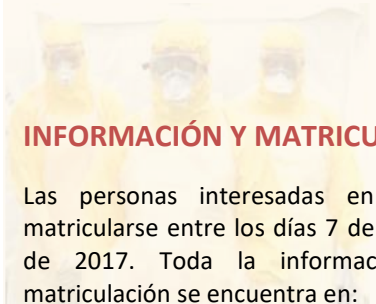 INFORMACIÓN Y MATRICU
Las personas interesadas en
matricularse entre los días 7 de
de 2017. Toda la informac
matriculación se encuentra en: